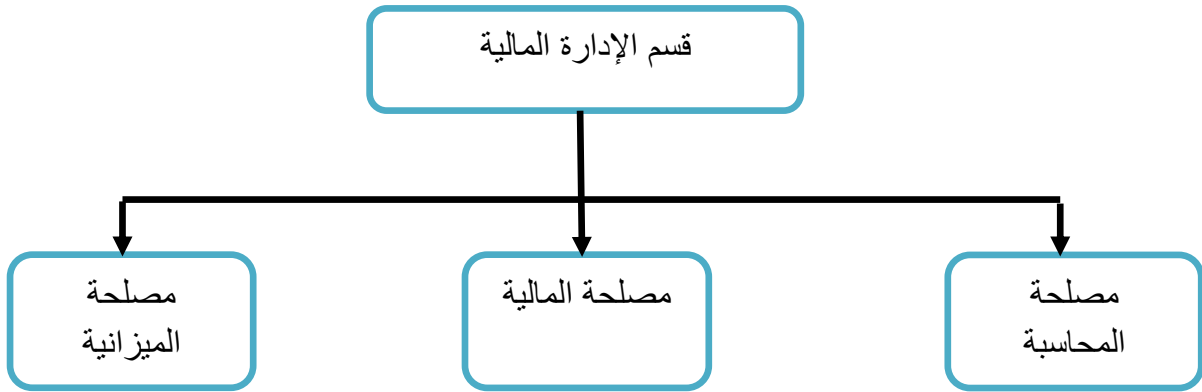 قسم الإدارة المالية
مصلحة
المحاسبة
مصلحة المالية
مصلحة
الميزانية